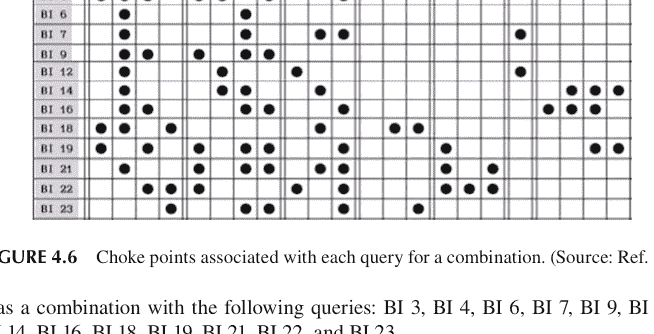 BI 6
BI 7
BI 9
BI 12
BI 14
BI 16
BI 18
BI 19
BI 21
BI 22
BI 23
GURE 4.6 Choke points associated with each query for a combination. (Source: Ref.
as a combination with the following queries: BI 3, BI 4, BI 6, BI 7, BI 9, BI
14, BI 16, BI 18, BI 19, BI 21, BI 22, and BI 23